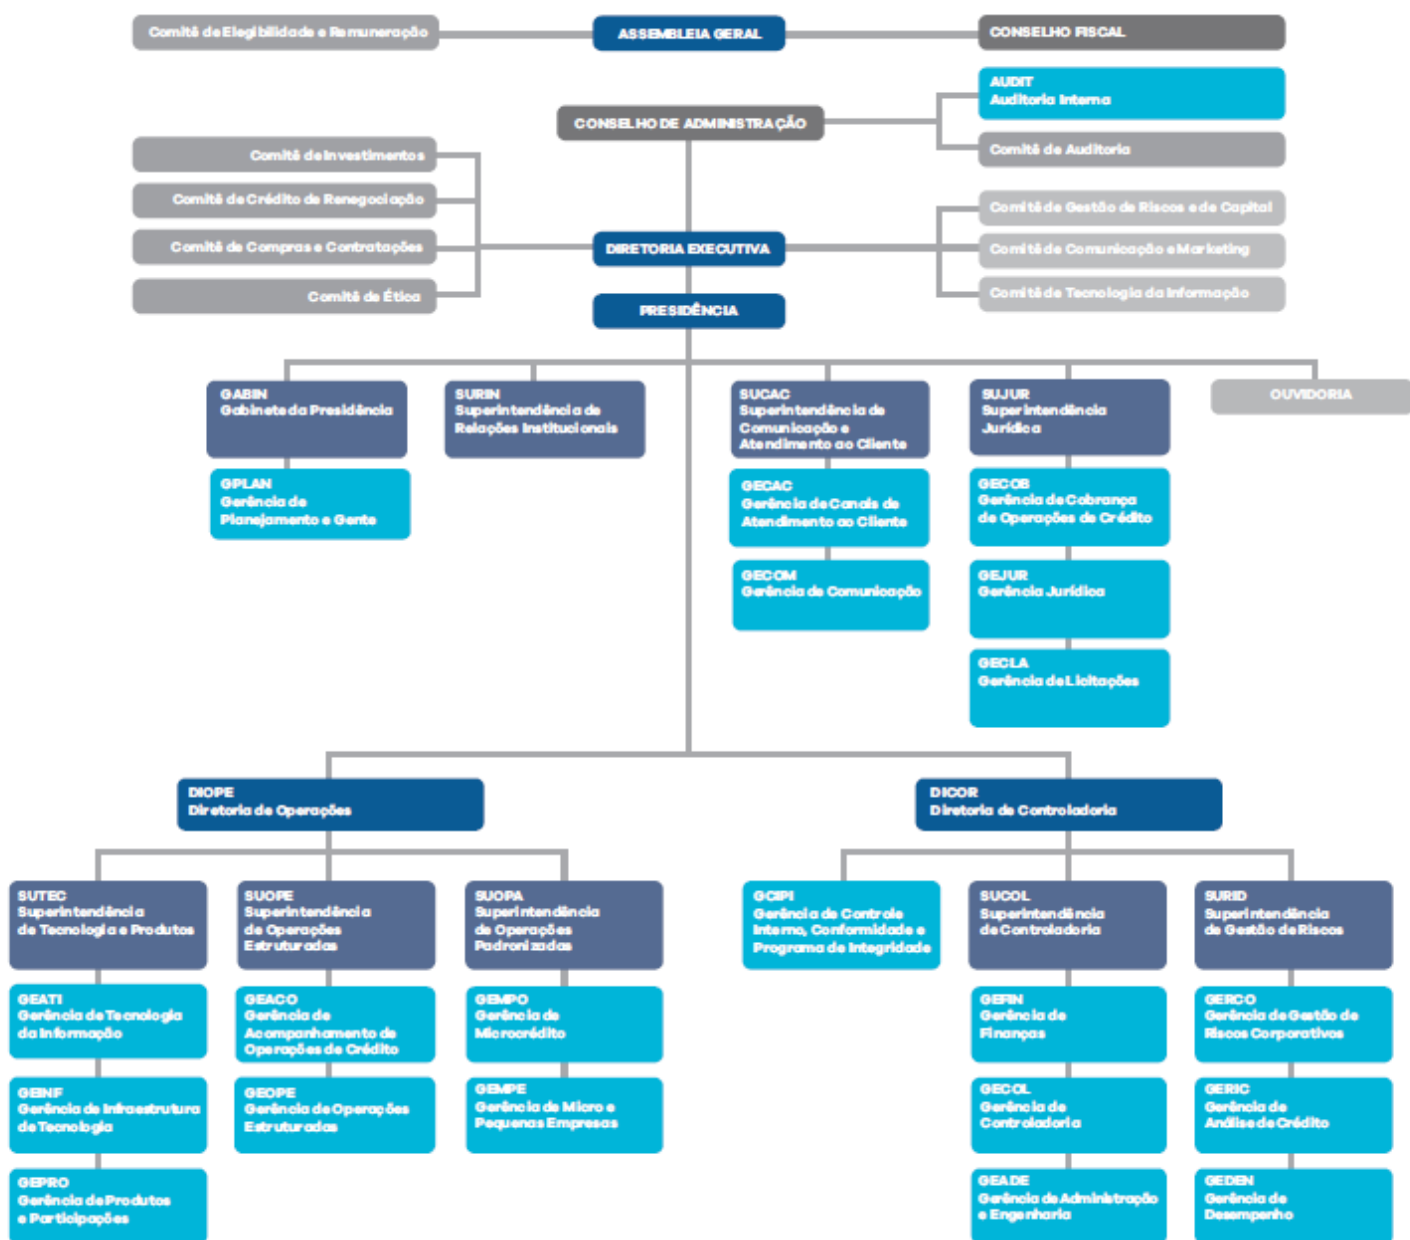 Comitê de Elegibilidade e Remuneração
ASSEMBLEIA GERAL
CONSELHO FISCAL
AUDIT
Auditoria Interna
CONSELHO DE ADMINISTRAÇÃO
Comitê de Auditoria
Comitê de Investimentos
Comitê de Crédito de Renegociação
Comitê de Compras e Contratações
Comitê de Ética
DIRETORIA EXECUTIVA
Comitê de Gestão de Riscos e de Capital
Comitê de Comunicação e Marketing
Comitê de Tecnologia da Informação
PRESIDÊNCIA
GABIN
Gabinete da Presidência
SURIN
Superintendência de
Relações Institucionais
SUCAC
Superintendência de
Comunicação e
Atendimento ao Cliente
SUJUR
Superintendência
Jurídica
OUVIDORIA
GPLAN
Gerência de
Planejamento e Gente
GECAC
Gerência de Canais de
Atendimento ao Cliente
GECOB
Gerência de Cobrança
de Operações de Crédito
GECOM
Gerência de Comunicação
GEJUR
Gerência Jurídica
GECLA
Gerência de Licitações
DIOPE
Diretoria de Operações
DICOR
Diretoria de Controladoria
SUTEC
Superintendência
de Tecnologia e Produtos
SUOPE
Superintendência
de Operações
Estruturadas
SUOPA
Superintendência
de Operações
Padronizadas
GCIPI
Gerência de Controle
Interno, Conformidade e
Programa de Integridade
SUCOL
Superintendência
de Controladoria
SURID
Superintendência
de Gestão de Riscos
GEATI
Gerência de Tecnologia
da Informação
GEACO
Gerência de
Acompanhamento de
Operações de Crédito
GEMPO
Gerência de
Microcrédito
GEFIN
Gerência de
Finanças
GERCO
Gerência de Gestão de
Riscos Corporativos
GEINF
Gerência de Infraestrutura
de Tecnologia
GEOPE
Gerência de Operações
Estruturadas
GEMPE
Gerência de Micro e
Pequenas Empresas
GECOL
Gerência de
Controladoria
GERIC
Gerência de
Análise de Crédito
GEPRO
Gerência de Produtos
e Participações
GEADE
Gerência de Administração
e Engenharia
GEDEN
Gerência de
Desempenho